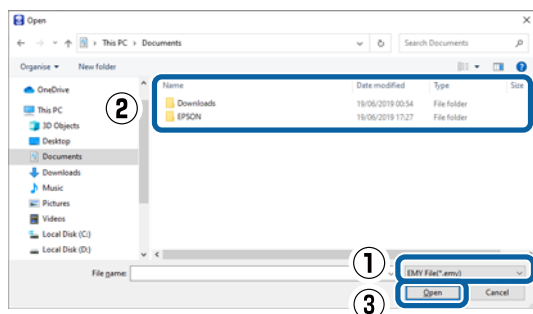 Open
This PC > Documents
Search Documents
Organise
New folder
Name Date modified Type Size
OneDrive
This PC
3D Objects
Desktop
Documents
Downloads
Music
Pictures
Videos
Local Disk (C:)
Local Disk (D:)
②
Downloads 19/06/2019 00:54 File folder
EPSON 19/06/2019 17:27 File folder
①
File name:
EMY File(*.emy)
③
Open
Cancel